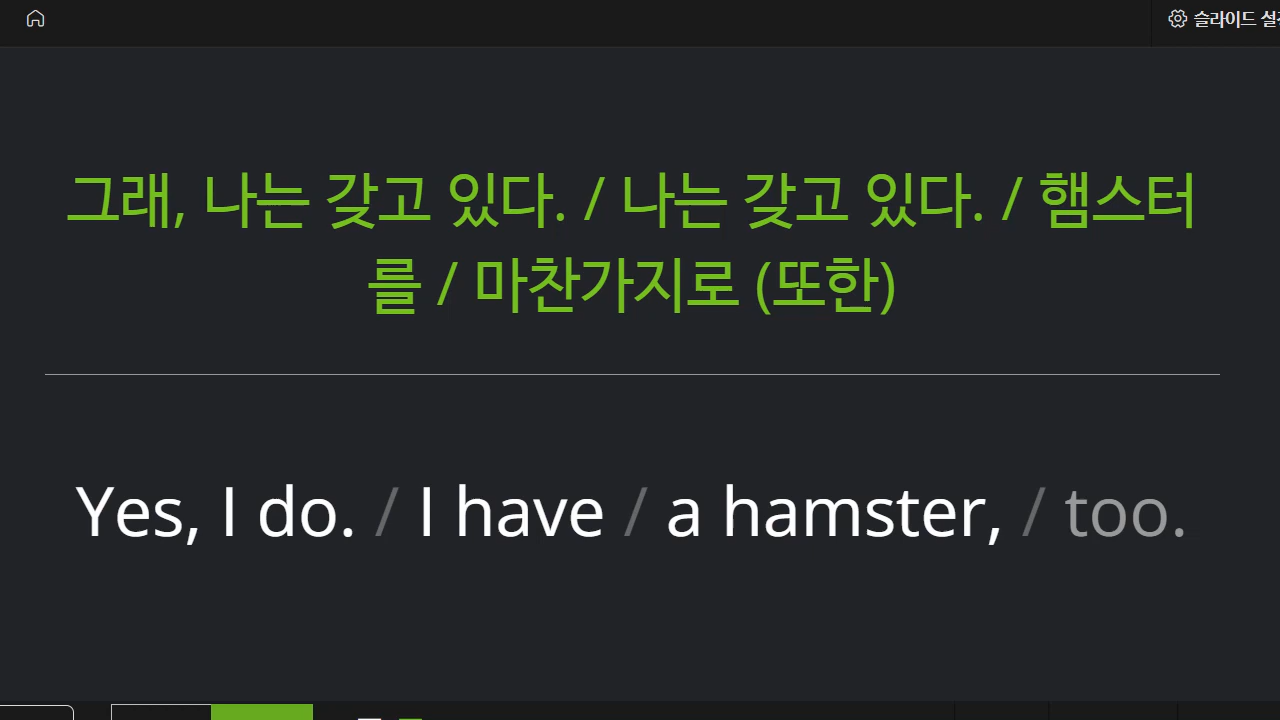 슬라이드 설
그래, 나는 갖고 있다. / 나는 갖고 있다. / 햄스터
를 / 마찬가지로 (또한)
Yes, I do. / I have / a hamster, / too.